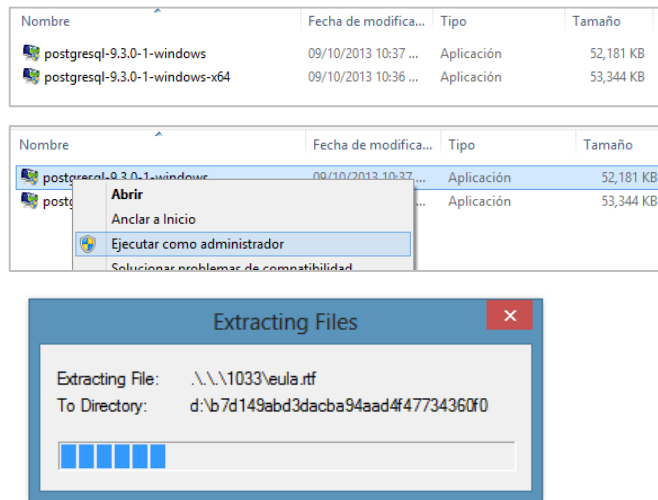 Nombre Fecha de modifica... Tipo Tamaño
postgresql-9.3.0-1-windows 09/10/2013 10:37 ... Aplicación 52,181 KB
postgresql-9.3.0-1-windows-x64 09/10/2013 10:36 ... Aplicación 53,344 KB
Nombre Fecha de modifica... Tipo Tamaño
postgresql-9.3.0-1-windows 09/10/2013 10:37 ... Aplicación 52,181 KB
postg ... Aplicación 53,344 KB
Abrir
Anclar a Inicio
Ejecutar como administrador
Solucionar problemas de compatibilidad
Extracting Files
Extracting File: .\.\.\1033\eula.rtf
To Directory: d:\b7d149abd3dacba94aad4f47734360f0